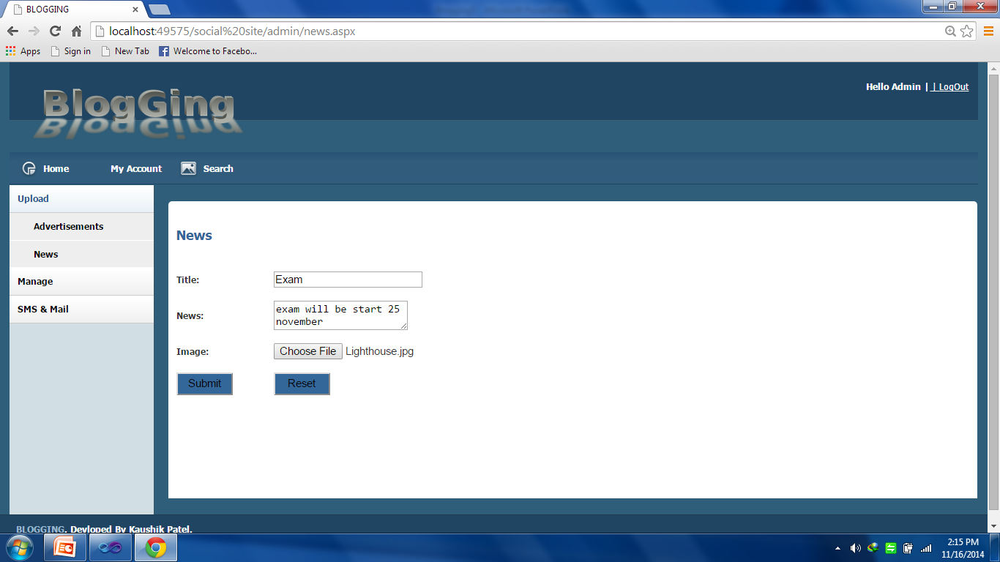 BLOGGING
localhost:49575/social%20site/admin/news.aspx
Apps Sign in New Tab Welcome to Facebo...
Hello Admin | | LogOut
BlogGing
Home My Account Search
Upload
Advertisements
News
Manage
SMS & Mail
News
Title: Exam
News: exam will be start 25
november
Image: Choose File Lighthouse.jpg
Submit Reset
BLOGGING. Devloped By Kaushik Patel.
2:15 PM
11/16/2014